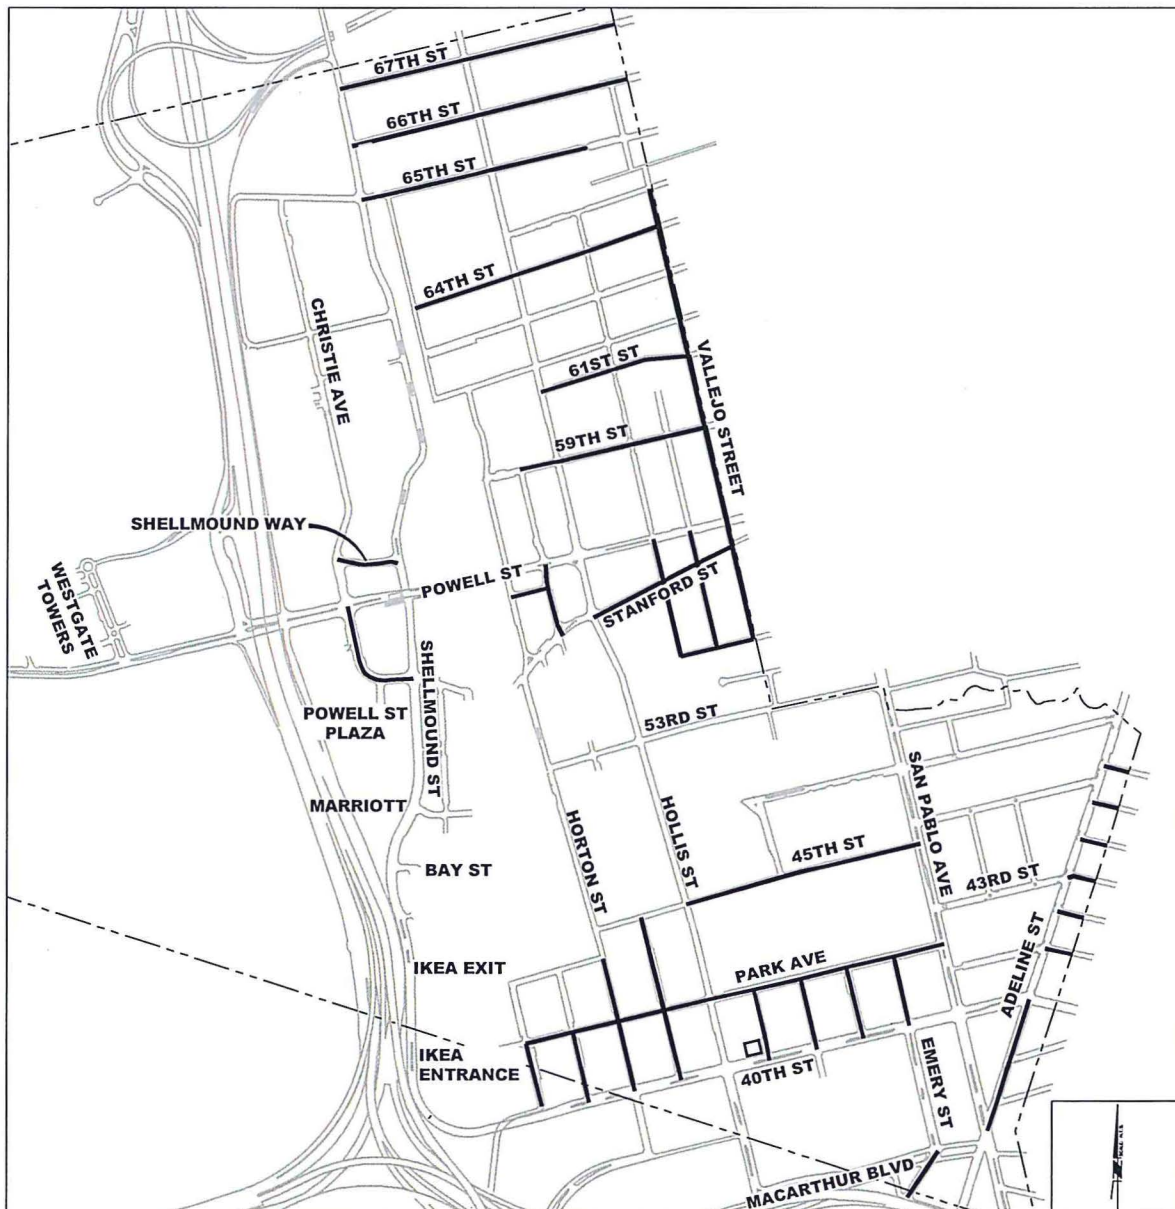 67TH ST
66TH ST
65TH ST
64TH ST
CHRISTIE AVE
61ST ST
VALLEJO STREET
59TH ST
SHELLMOUND WAY
WESTGATE
TOWERS
POWELL ST
STANFORD ST
SHELLMOUND ST
POWELL ST
PLAZA
53RD ST
MARRIOTT
SAN PABLO AVE
HORTON ST
HOLLIS ST
BAY ST
45TH ST
43RD ST
ADELINE ST
IKEA EXIT
PARK AVE
IKEA
ENTRANCE
40TH ST
EMERY ST
MACARTHUR BLVD